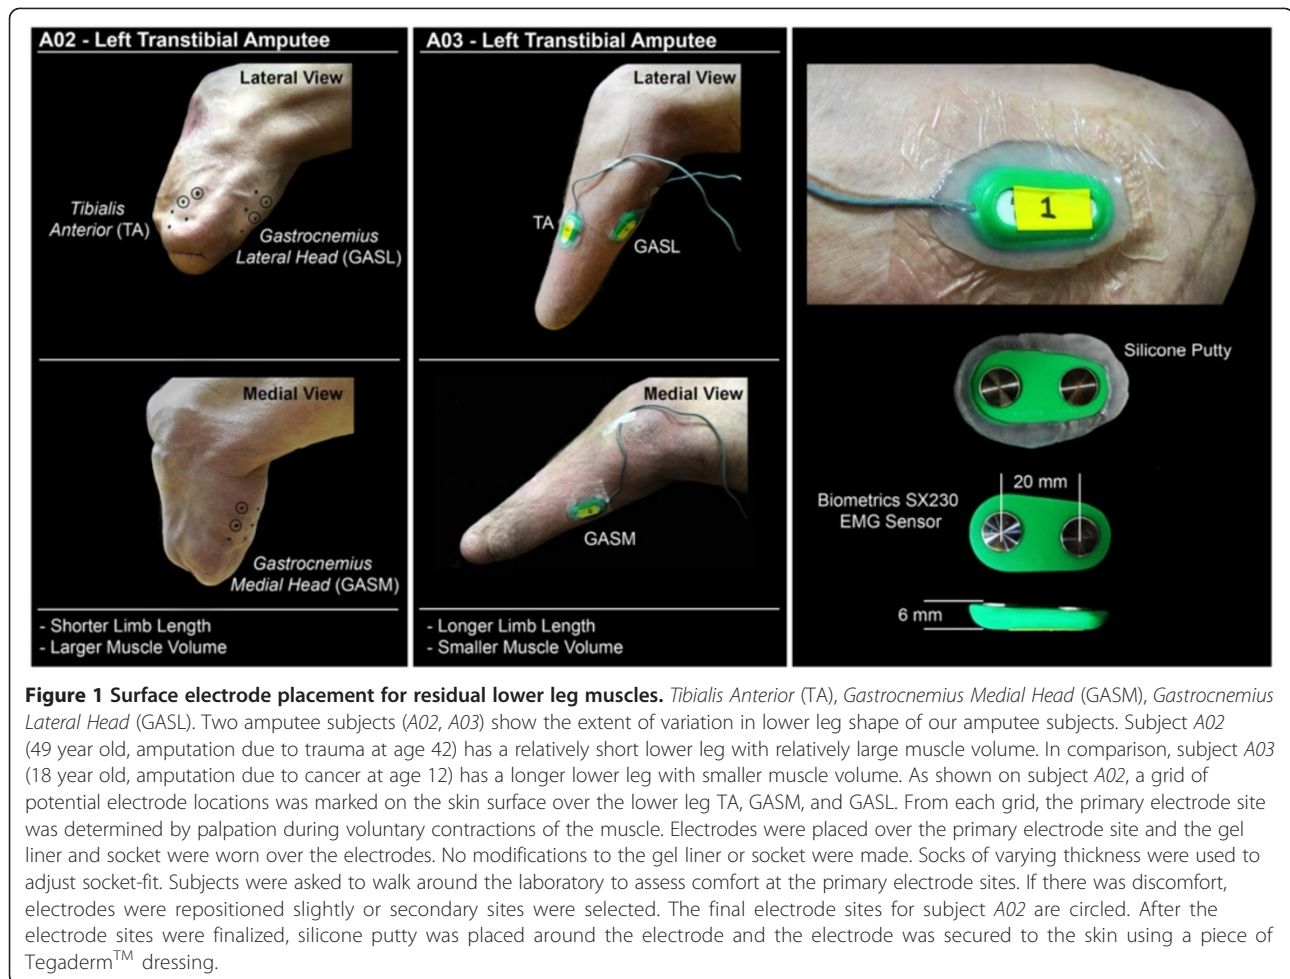 A02 - Left Transtibial Amputee
Lateral View
Tibialis
Anterior (TA)
Gastrocnemius
Lateral Head (GASL)
Medial View
Gastrocnemius
Medial Head (GASM)
- Shorter Limb Length
- Larger Muscle Volume
A03 - Left Transtibial Amputee
Lateral View
TA
GASL
Medial View
GASM
- Longer Limb Length
- Smaller Muscle Volume
1
Silicone Putty
20 mm
Biometrics SX230
EMG Sensor
6 mm
Figure 1 Surface electrode placement for residual lower leg muscles. Tibialis Anterior (TA), Gastrocnemius Medial Head (GASM), Gastrocnemius
Lateral Head (GASL). Two amputee subjects (A02, A03) show the extent of variation in lower leg shape of our amputee subjects. Subject A02
(49 year old, amputation due to trauma at age 42) has a relatively short lower leg with relatively large muscle volume. In comparison, subject A03
(18 year old, amputation due to cancer at age 12) has a longer lower leg with smaller muscle volume. As shown on subject A02, a grid of
potential electrode locations was marked on the skin surface over the lower leg TA, GASM, and GASL. From each grid, the primary electrode site
was determined by palpation during voluntary contractions of the muscle. Electrodes were placed over the primary electrode site and the gel
liner and socket were worn over the electrodes. No modifications to the gel liner or socket were made. Socks of varying thickness were used to
adjust socket-fit. Subjects were asked to walk around the laboratory to assess comfort at the primary electrode sites. If there was discomfort,
electrodes were repositioned slightly or secondary sites were selected. The final electrode sites for subject A02 are circled. After the
electrode sites were finalized, silicone putty was placed around the electrode and the electrode was secured to the skin using a piece of
Tegaderm™ dressing.